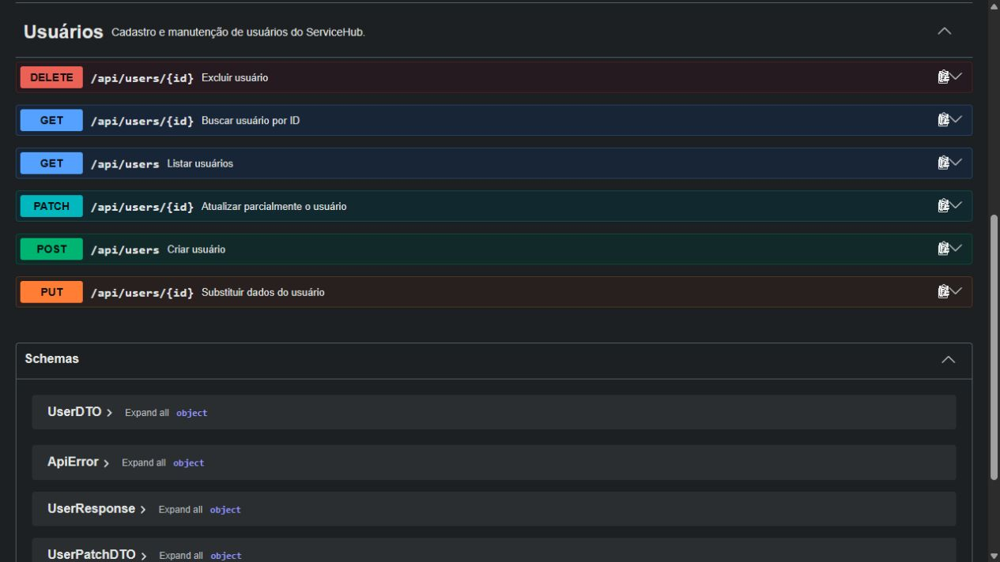 Usuários Cadastro e manutenção de usuários do ServiceHub.
DELETE /api/users/{id} Excluir usuário
GET /api/users/{id} Buscar usuário por ID
GET /api/users Listar usuários
PATCH /api/users/{id} Atualizar parcialmente o usuário
POST /api/users Criar usuário
PUT /api/users/{id} Substituir dados do usuário
Schemas
UserDTO Expand all object
ApiError Expand all object
UserResponse Expand all object
UserPatchDTO Expand all object